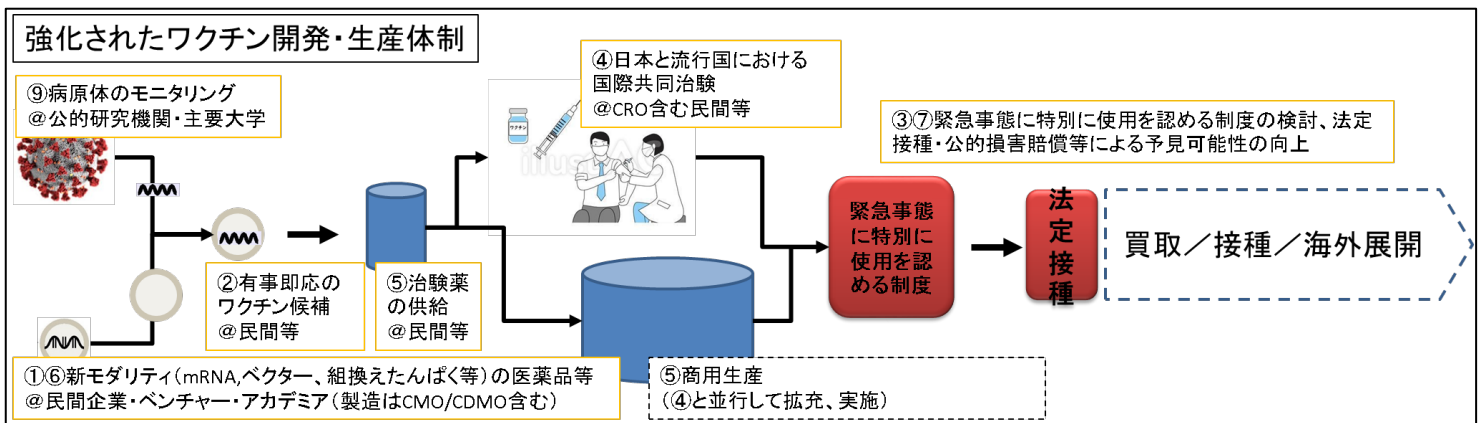 強化されたワクチン開発・生産体制
⑨病原体のモニタリング
@公的研究機関・主要大学
④日本と流行国における
国際共同治験
@CRO含む民間等
ワクチン
③⑦緊急事態に特別に使用を認める制度の検討、法定
接種・公的損害賠償等による予見可能性の向上
緊急事態
に特別に
使用を認
める制度
法定接種
買取／接種／海外展開
②有事即応の
ワクチン候補
@民間等
⑤治験薬
の供給
@民間等
①⑥新モダリティ（mRNA,ベクター、組換えたんぱく等）の医薬品等
@民間企業・ベンチャー・アカデミア（製造はCMO/CDMO含む）
⑤商用生産
（④と並行して拡充、実施）